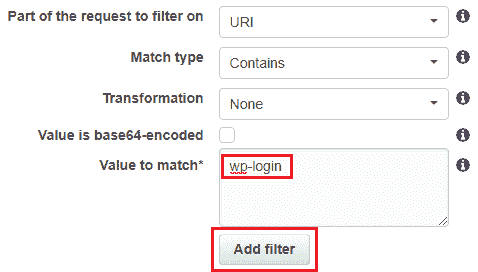 Part of the request to filter on URI
Match type Contains
Transformation None
Value is base64-encoded
Value to match* wp-login
Add filter